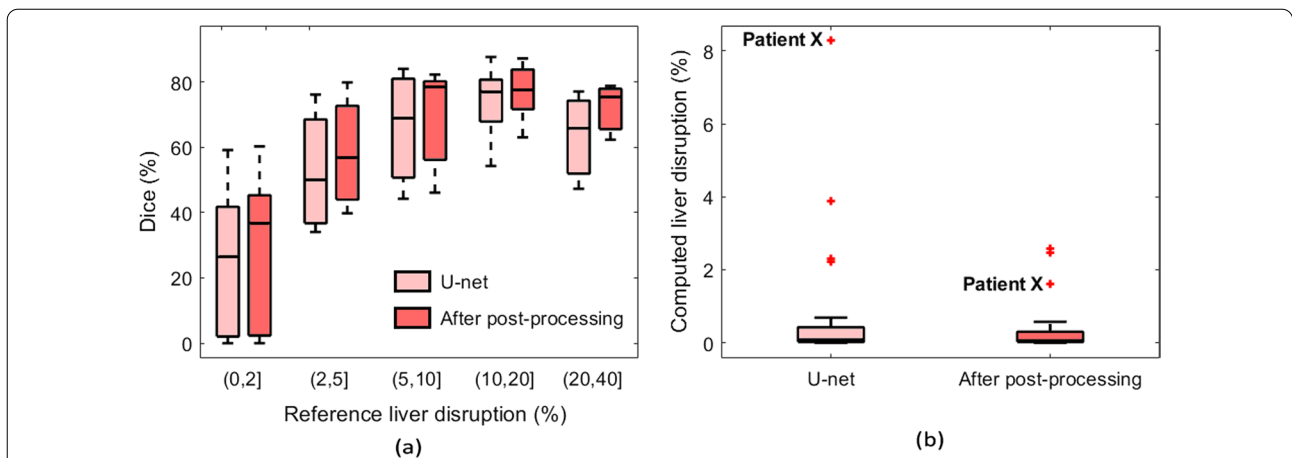 80
60
40
20
0
Dice (%)
U-net
After post-processing
(0,2]
(2,5]
(5,10]
(10,20]
(20,40]
Reference liver disruption (%)
(a)
8
6
4
2
0
Computed liver disruption (%)
Patient X
Patient X
U-net
After post-processing
(b)